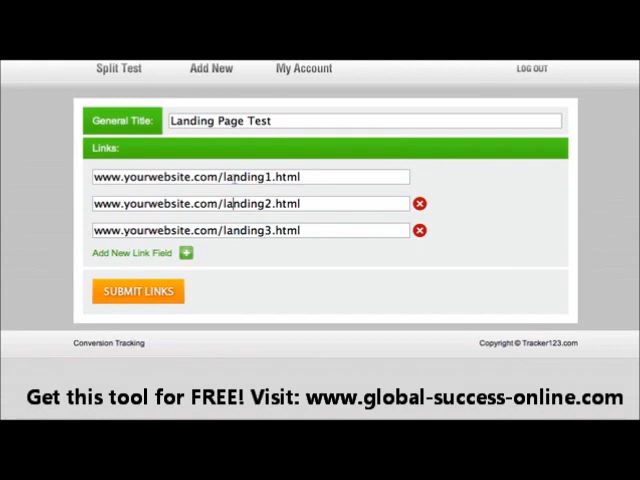 Split Test Add New My Account LOG OUT
General Title: Landing Page Test
Links:
www.yourwebsite.com/landing1.html
www.yourwebsite.com/landing2.html
www.yourwebsite.com/landing3.html
Add New Link Field
SUBMIT LINKS
Conversion Tracking Copyright © Tracker123.com
Get this tool for FREE! Visit: www.global-success-online.com